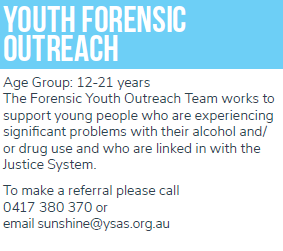 YOUTH FORENSIC
OUTREACH
Age Group: 12-21 years
The Forensic Youth Outreach Team works to
support young people who are experiencing
significant problems with their alcohol and/
or drug use and who are linked in with the
Justice System.
To make a referral please call
0417 380 370 or
email sunshine@ysas.org.au